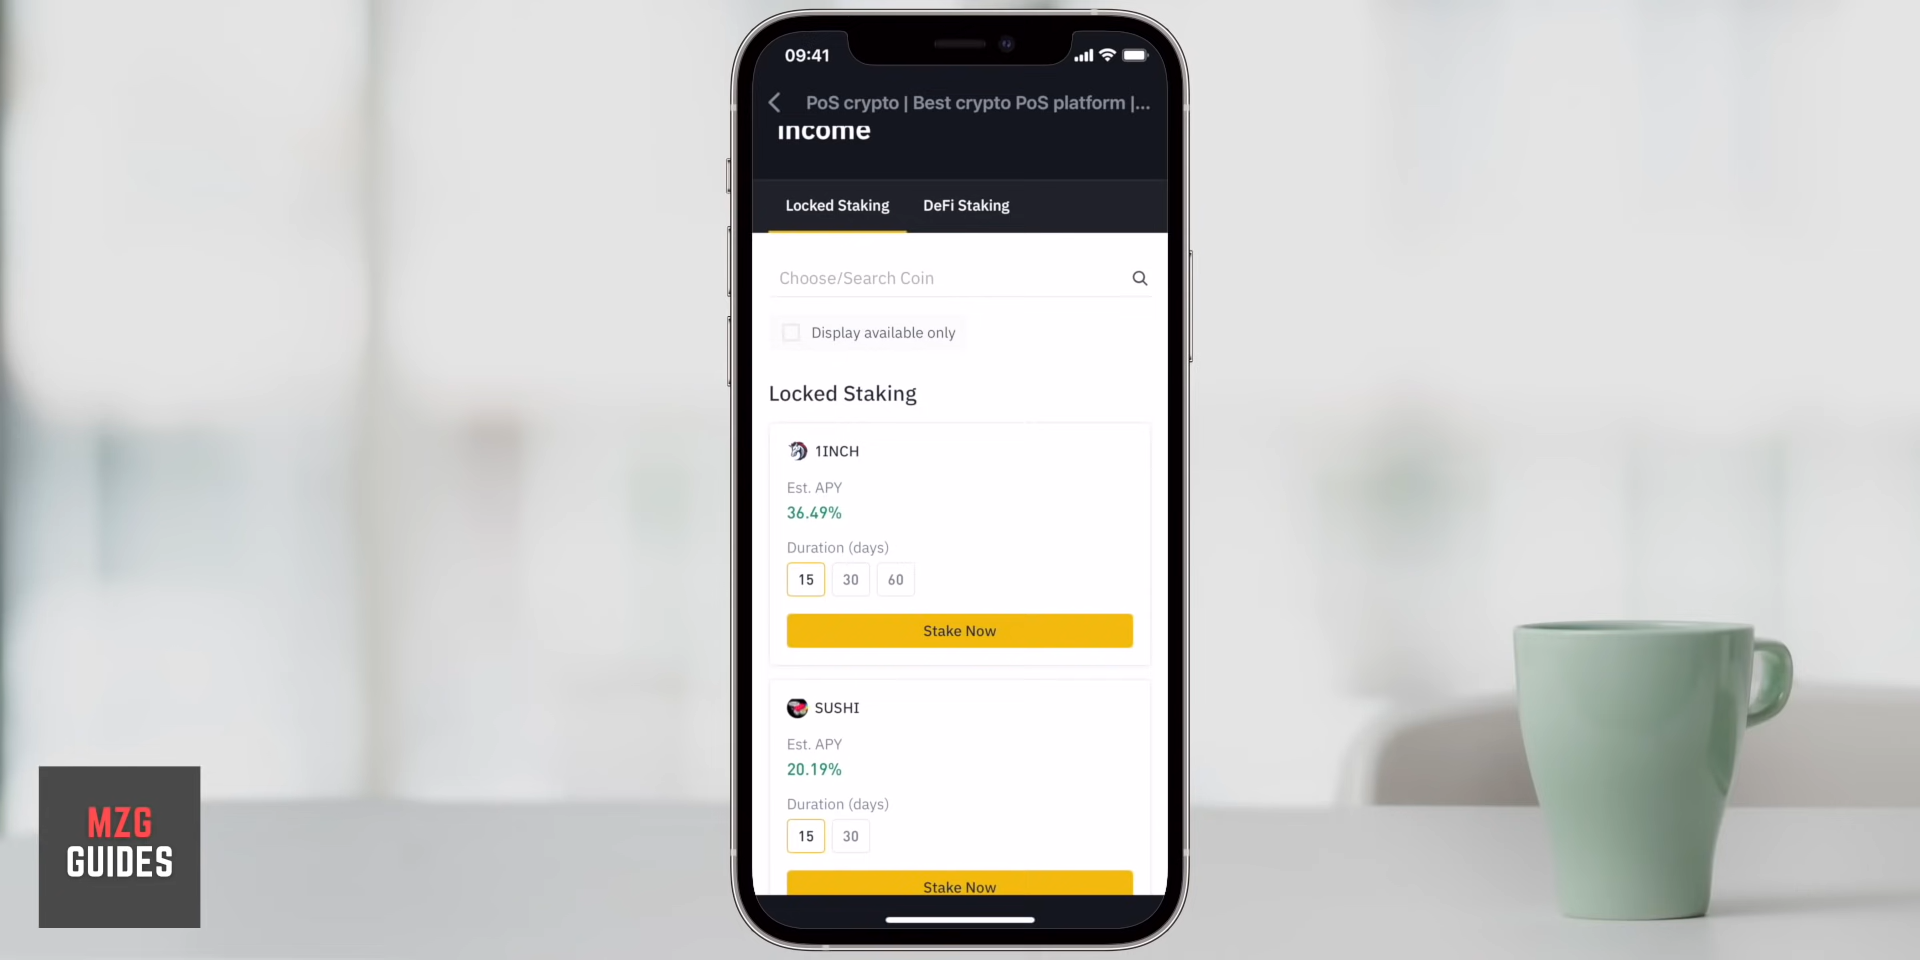 09:41
PoS crypto | Best crypto PoS platform |...
income
Locked Staking
DeFi Staking
Choose/Search Coin
Display available only
Locked Staking
1INCH
Est. APY
36.49%
Duration (days)
15 30 60
Stake Now
SUSHI
Est. APY
20.19%
Duration (days)
15 30
Stake Now
MZG
GUIDES